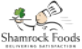 Shamrock Foods
DELIVERING SATISFACTION